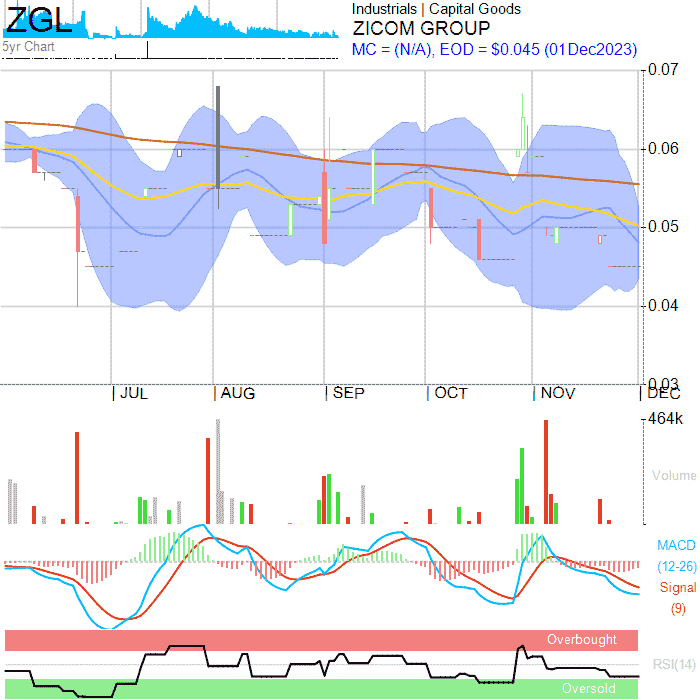 ZGL
5yr Chart
Industrials | Capital Goods
ZICOM GROUP
MC = (N/A), EOD = $0.045 (01Dec2023)
0.07
0.06
0.05
0.04
0.03
JUL AUG SEP OCT NOV DEC
464k
Volume
MACD
(12-26)
Signal
(9)
Overbought
RSI(14)
Oversold